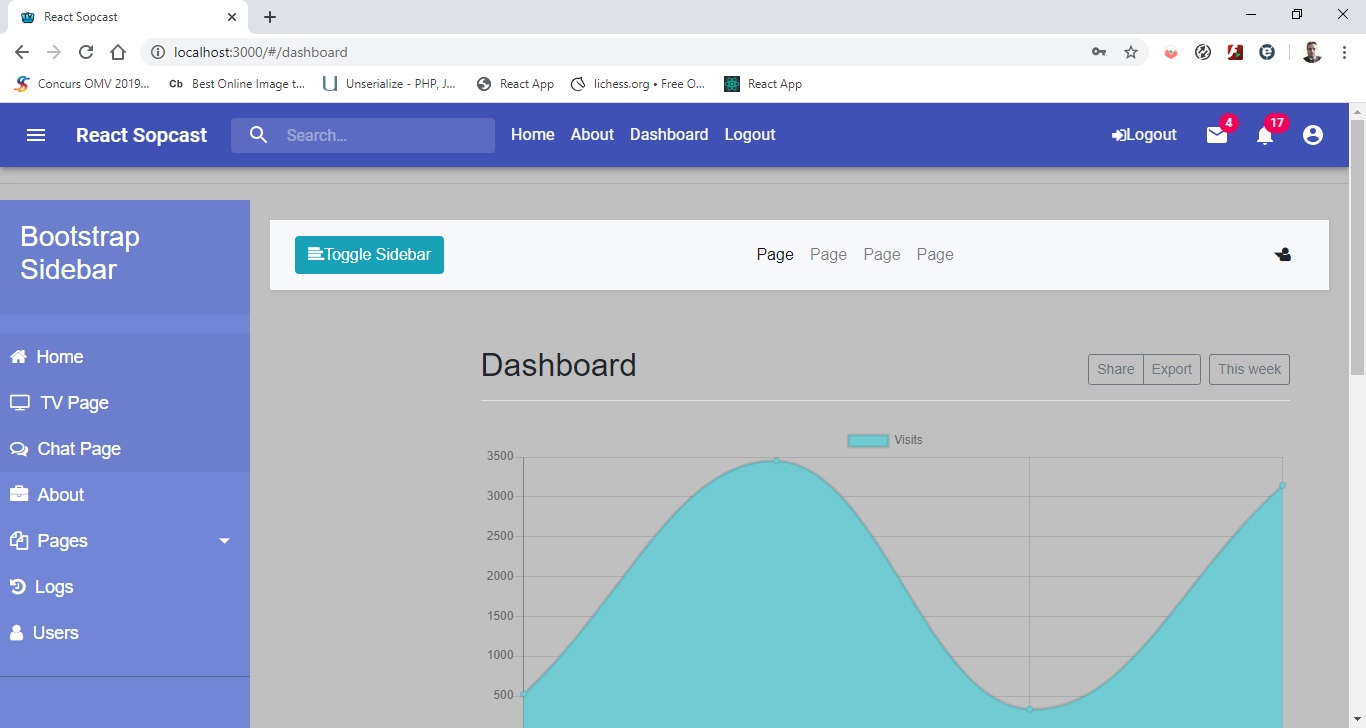 React Sopcast
localhost:3000/#/dashboard
Concurs OMV 2019... Cb Best Online Image t... Unserialize - PHP, J... React App lichess.org • Free O... React App
React Sopcast Search... Home About Dashboard Logout Logout 4 17
Bootstrap
Sidebar
Toggle Sidebar Page Page Page Page
Home
TV Page
Chat Page
About
Pages
Logs
Users
Dashboard Share Export This week
Visits
3500
3000
2500
2000
1500
1000
500